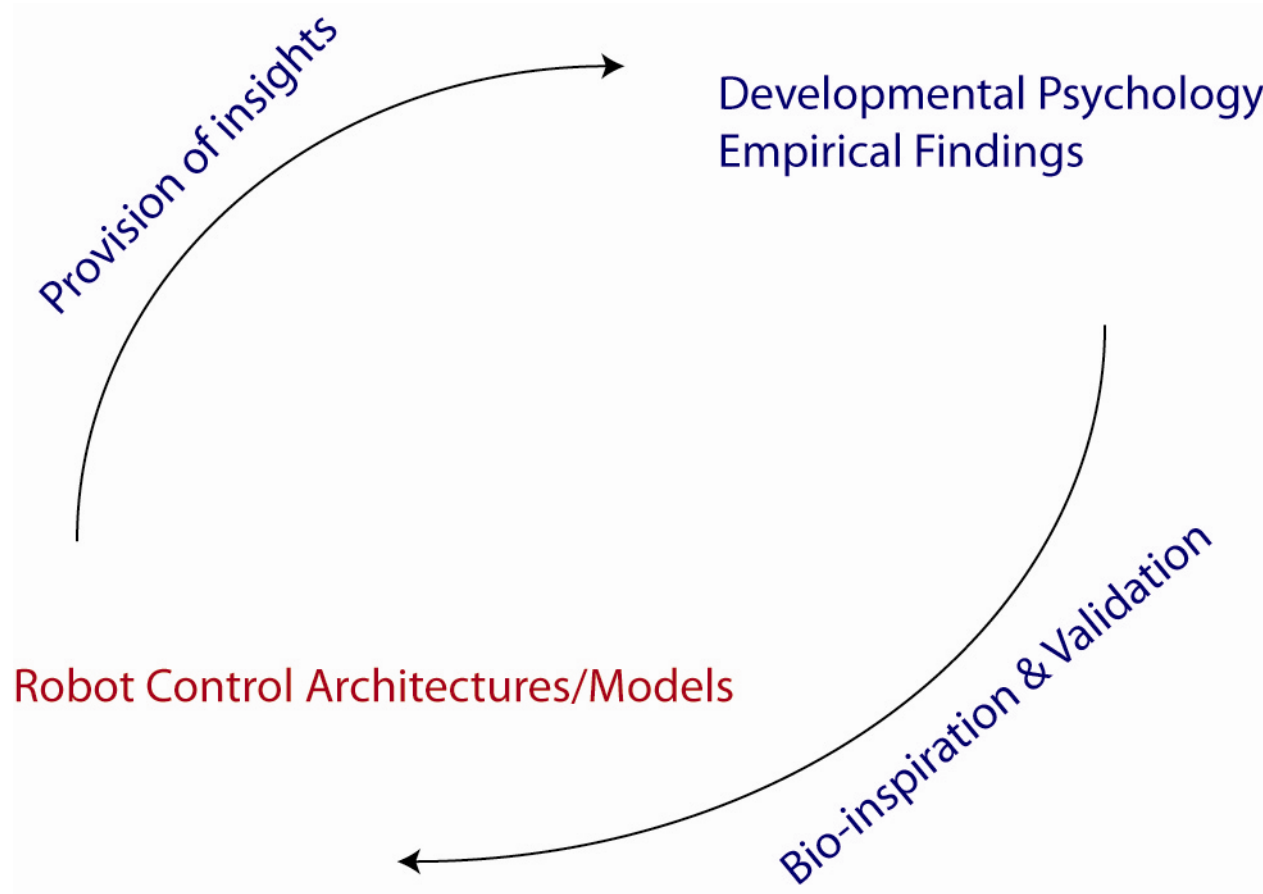 Provision of insights
Developmental Psychology
Empirical Findings
Robot Control Architectures/Models
Bio-inspiration & Validation